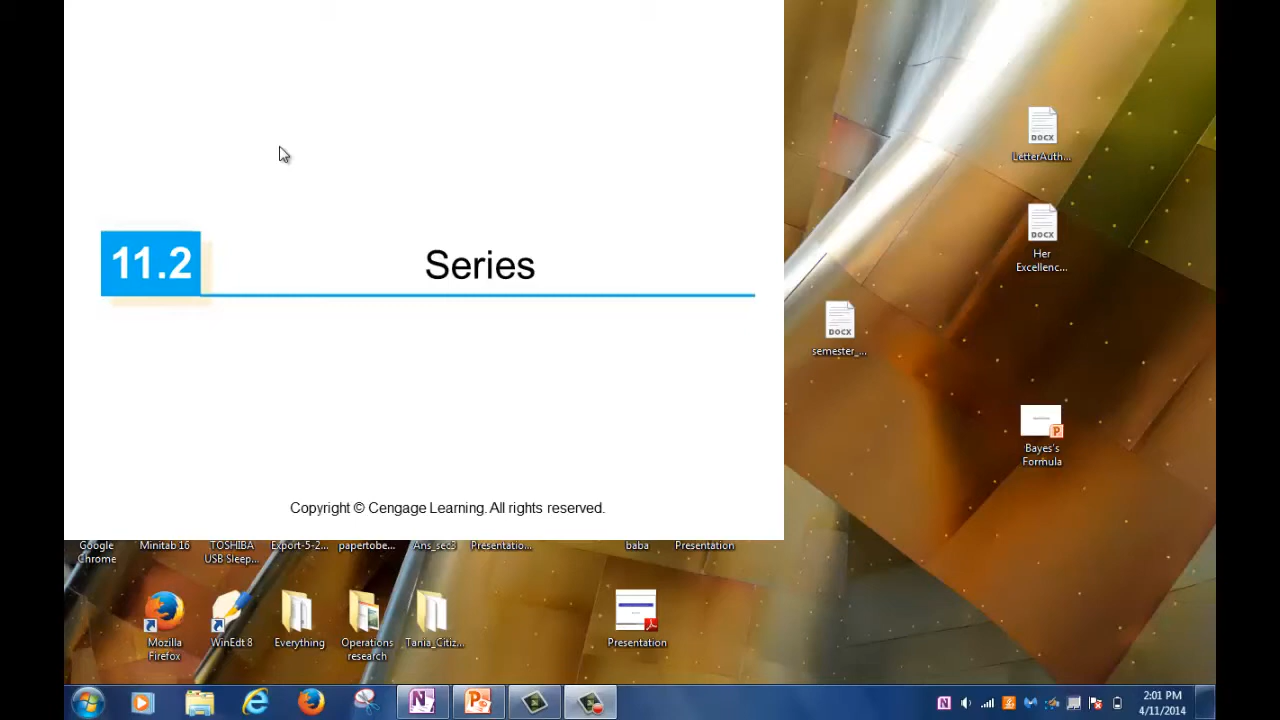 11.2 Series
Copyright © Cengage Learning. All rights reserved.
LetterAuth...
Her
Excellenc...
semester_...
Bayes's
Formula
Google
Chrome
Minitab 16
TOSHIBA
USB Sleep...
Export-5-2...
papertobe...
Ans_sec3
Presentatio...
baba
Presentation
Mozilla
Firefox
WinEdt 8
Everything
Operations
research
Tania_Citiz...
Presentation
2:01 PM
4/11/2014